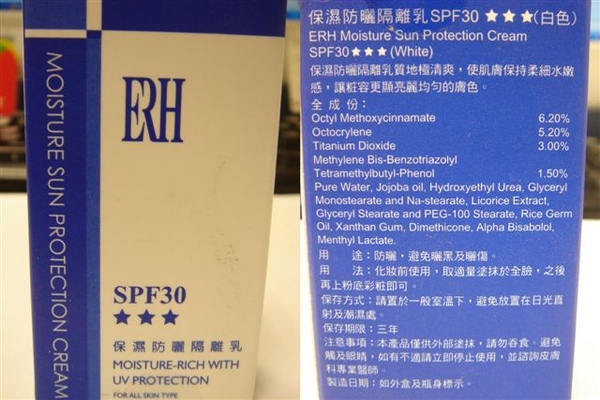 MOISTURE SUN PROTECTION CREAM
ERH
SPF30
★★★
保濕防曬隔離乳
MOISTURE-RICH WITH
UV PROTECTION
FOR ALL SKIN TYPE
保濕防曬隔離乳SPF30 ★★★(白色)
ERH Moisture Sun Protection Cream
SPF30★★★(White)
保濕防曬隔離乳質地極清爽，使肌膚保持柔細水嫩
感，讓粧容更顯亮麗均勻的膚色。
全成份：
Octyl Methoxycinnamate 6.20%
Octocrylene 5.20%
Titanium Dioxide 3.00%
Methylene Bis-Benzotriazolyl
Tetramethylbutyl-Phenol 1.50%
Pure Water, Jojoba oil, Hydroxyethyl Urea, Glyceryl
Monostearate and Na-stearate, Licorice Extract,
Glyceryl Stearate and PEG-100 Stearate, Rice Germ
Oil, Xanthan Gum, Dimethicone, Alpha Bisabolol,
Menthyl Lactate.
用　途：防曬，避免曬黑及曬傷。
用　法：化妝前使用，取適量塗抹於全臉，之後
再上粉底彩粧即可。
保存方式：請置於一般室溫下，避免放置在日光直
射及潮濕處。
保存期限：三年
注意事項：本產品僅供外部塗抹，請勿吞食。避免
觸及眼睛，如有不適請立即停止使用，並諮詢皮膚
科專業醫師。
製造日期：如外盒及瓶身標示。